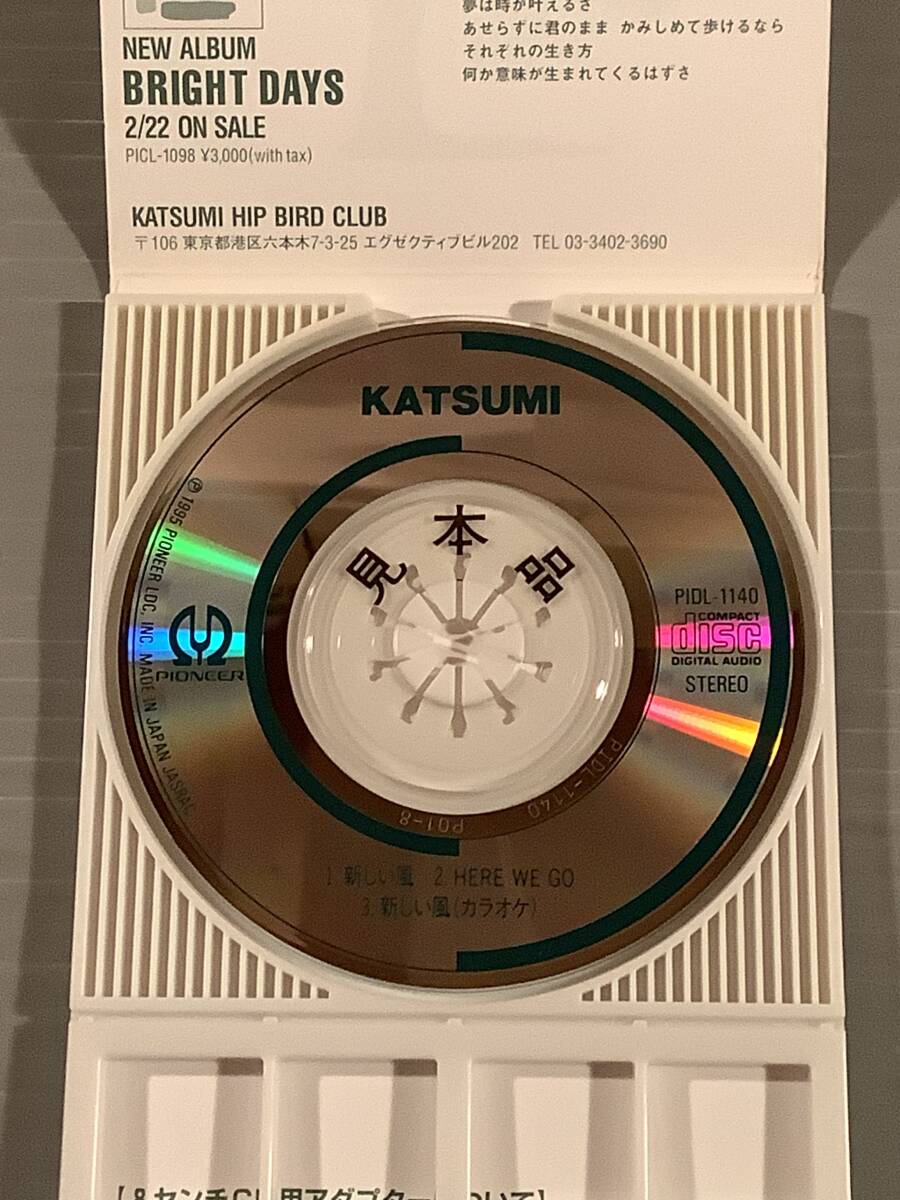 夢は時が叶えるさ
あせらずに君のまま かみしめて歩けるなら
それぞれの生き方
何か意味が生まれてくるはずさ
NEW ALBUM
BRIGHT DAYS
2/22 ON SALE
PICL-1098 ¥3,000(with tax)
KATSUMI HIP BIRD CLUB
〒106 東京都港区六本木7-3-25 エグゼクティブビル202 TEL 03-3402-3690
KATSUMI
見本品
℗ 1995 PIONEER LDC, INC. MADE IN JAPAN JASRAC
PIONEER
PIDL-1140
COMPACT
disc
DIGITAL AUDIO
STEREO
PIDL-1140 P01-8
1. 新しい風 2. HERE WE GO
3. 新しい風(カラオケ)
【8センチCD用アダプター
ついて】